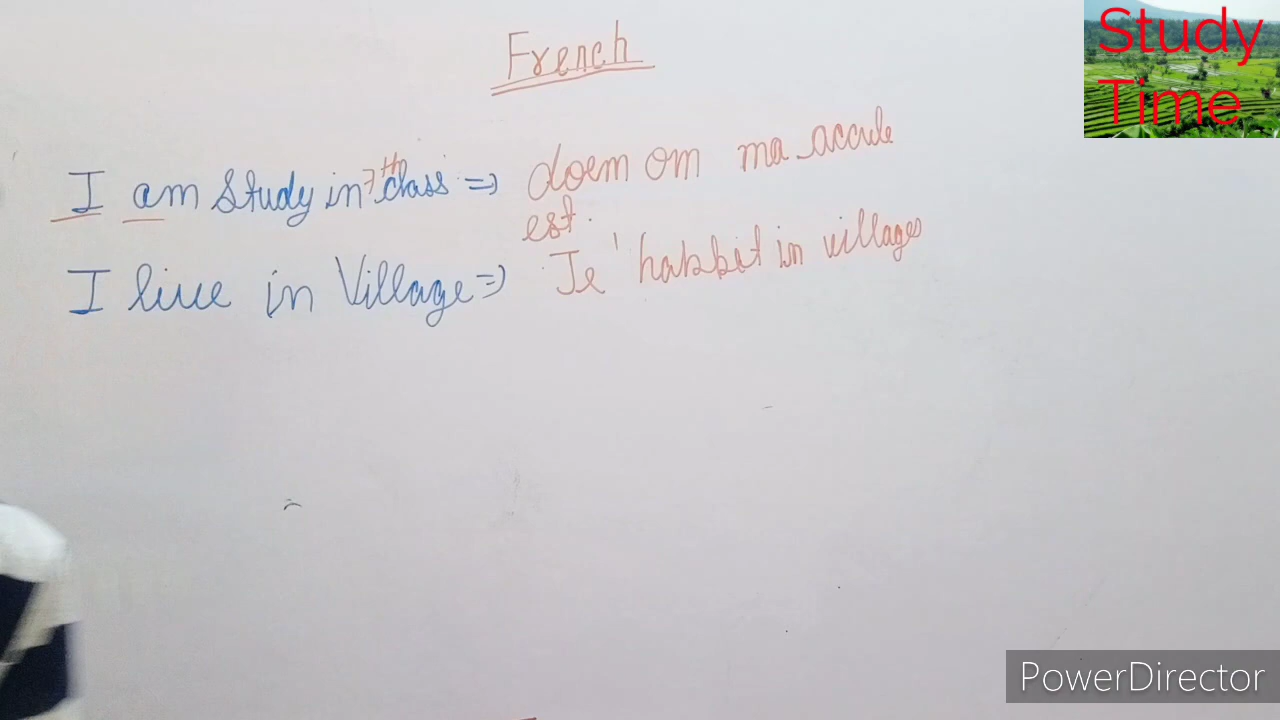 French
Study
Time
I am Study in 7th class => doem om ma accule
est.
I live in Village => Je' habbit in villages
PowerDirector